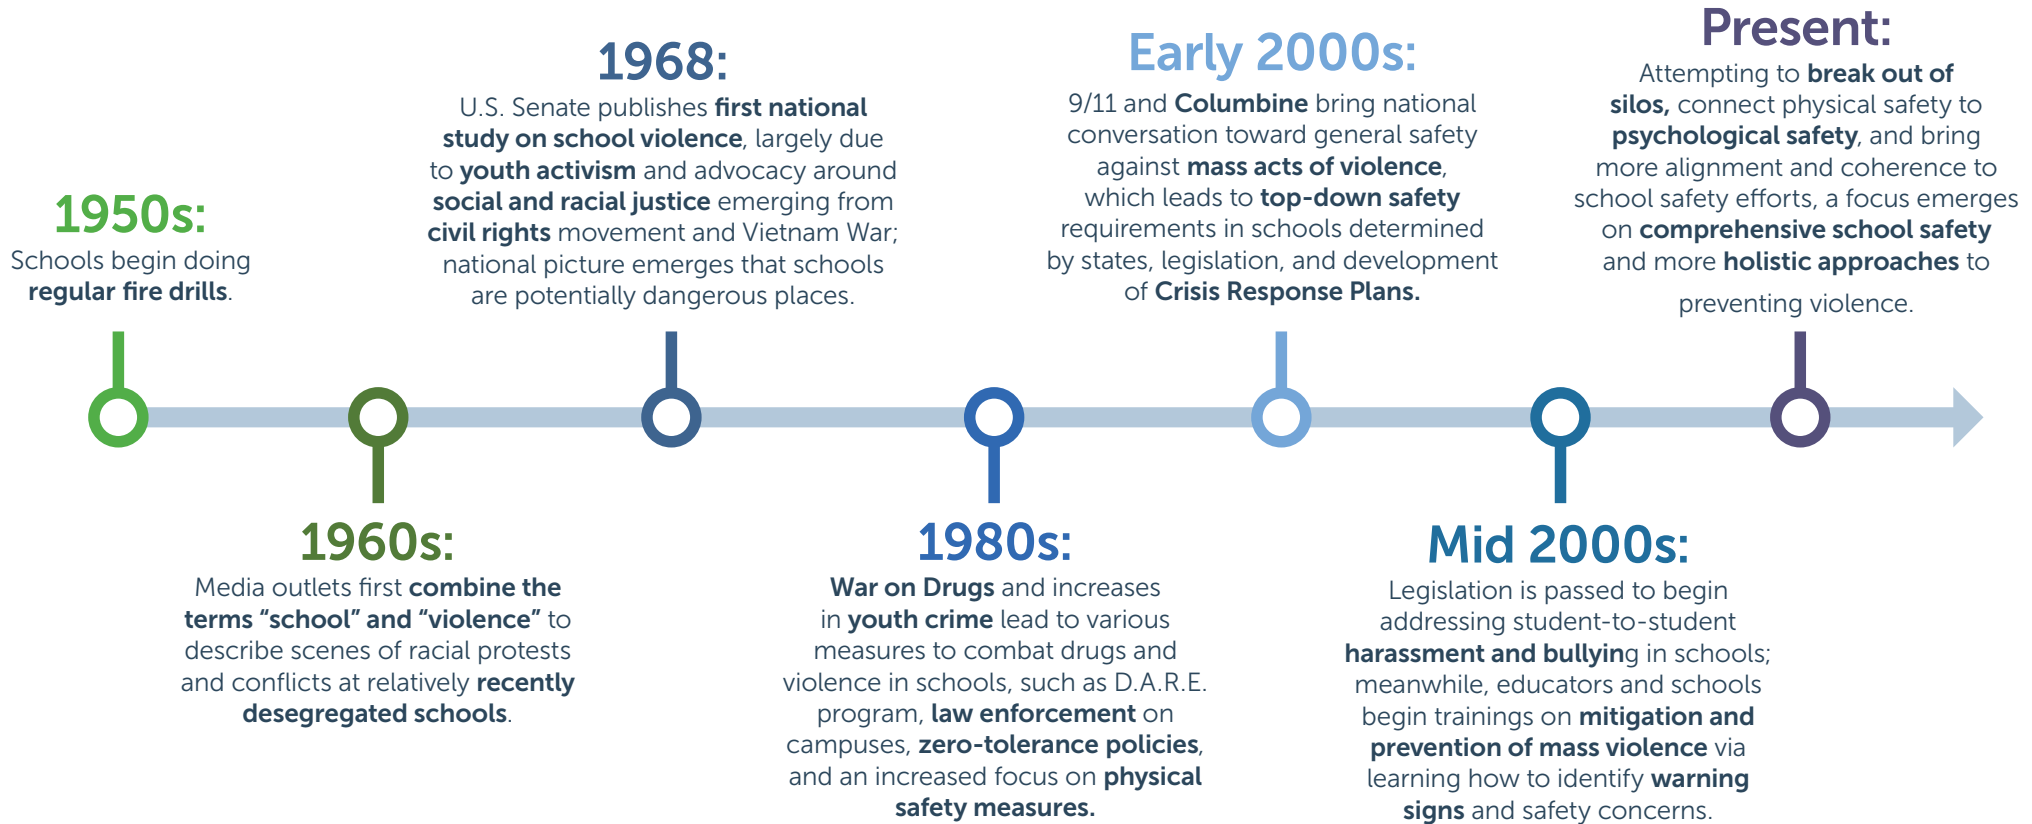 1950s:
Schools begin doing
regular fire drills.
1960s:
Media outlets first combine the
terms “school” and “violence” to
describe scenes of racial protests
and conflicts at relatively recently
desegregated schools.
1968:
U.S. Senate publishes first national
study on school violence, largely due
to youth activism and advocacy around
social and racial justice emerging from
civil rights movement and Vietnam War;
national picture emerges that schools
are potentially dangerous places.
1980s:
War on Drugs and increases
in youth crime lead to various
measures to combat drugs and
violence in schools, such as D.A.R.E.
program, law enforcement on
campuses, zero-tolerance policies,
and an increased focus on physical
safety measures.
Early 2000s:
9/11 and Columbine bring national
conversation toward general safety
against mass acts of violence,
which leads to top-down safety
requirements in schools determined
by states, legislation, and development
of Crisis Response Plans.
Mid 2000s:
Legislation is passed to begin
addressing student-to-student
harassment and bullying in schools;
meanwhile, educators and schools
begin trainings on mitigation and
prevention of mass violence via
learning how to identify warning
signs and safety concerns.
Present:
Attempting to break out of
silos, connect physical safety to
psychological safety, and bring
more alignment and coherence to
school safety efforts, a focus emerges
on comprehensive school safety
and more holistic approaches to
preventing violence.